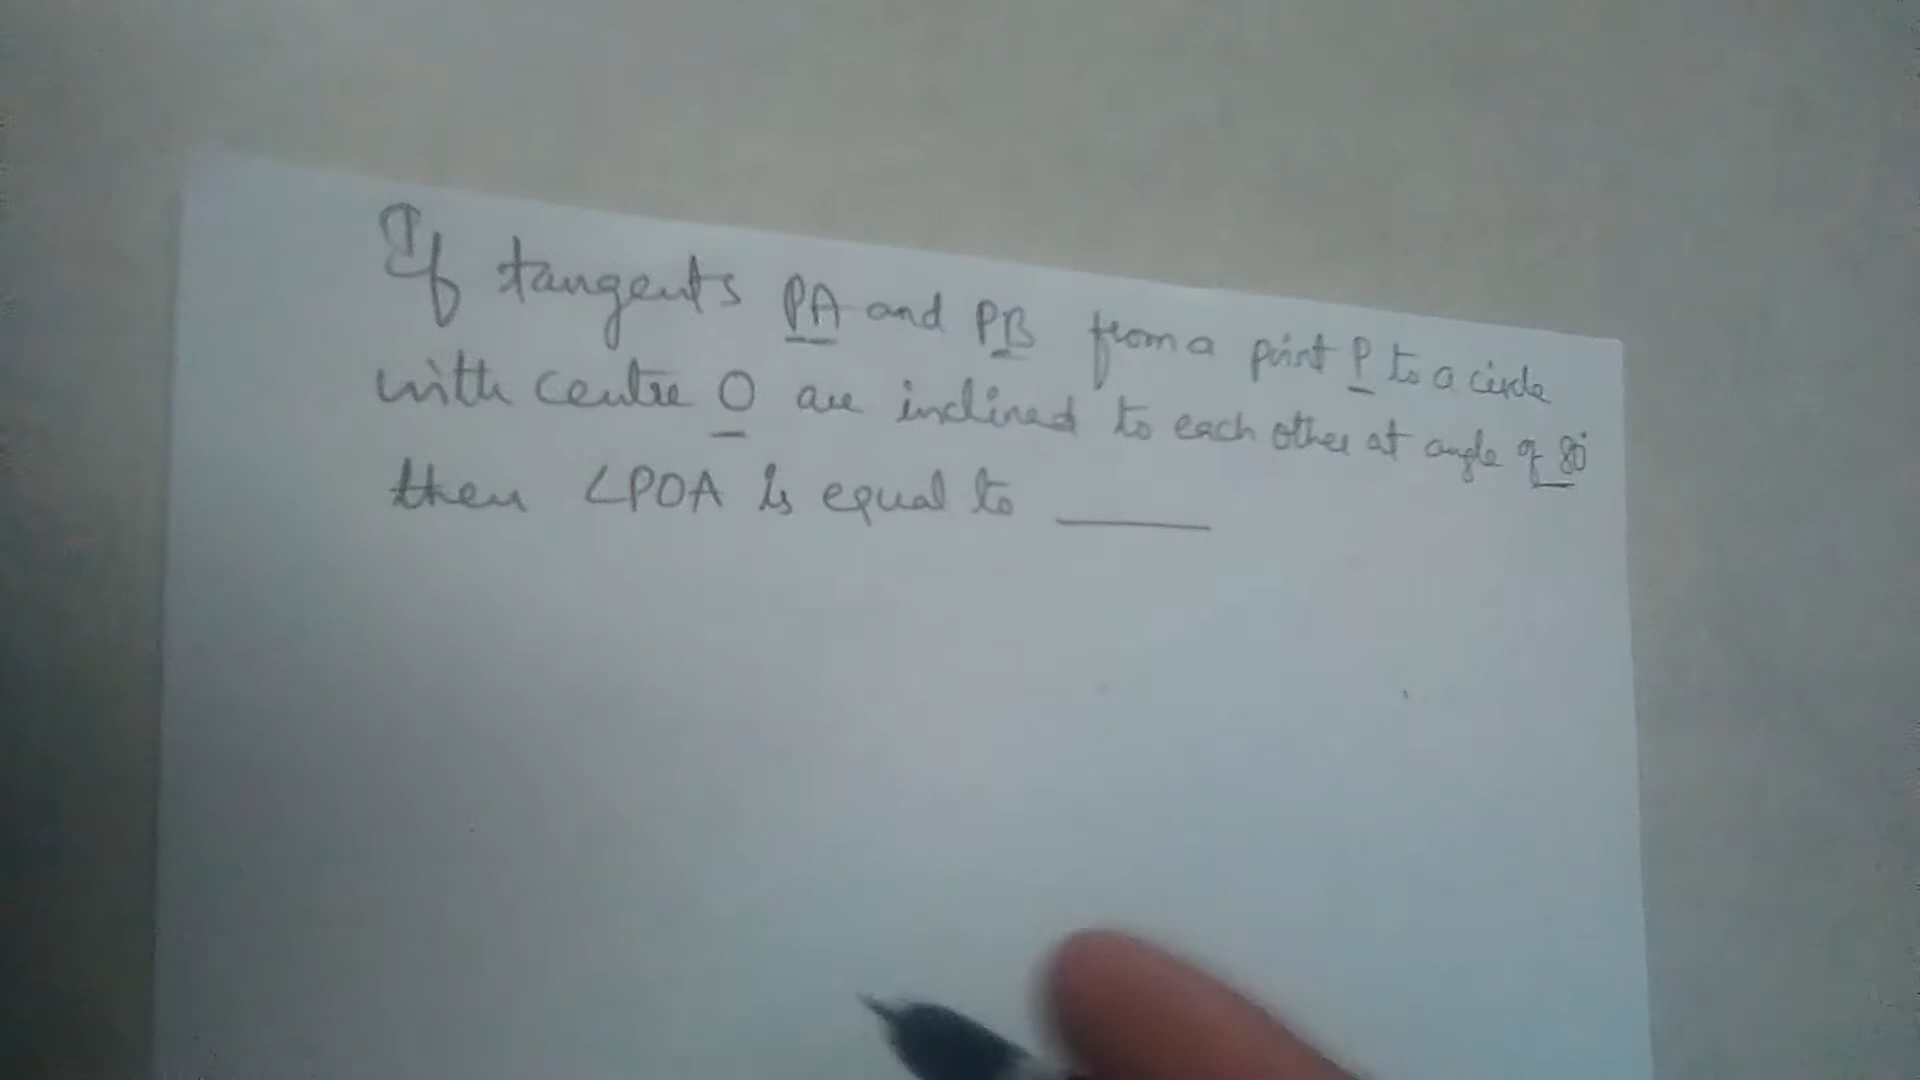 If tangents PA and PB from a point P to a circle
with centre O are inclined to each other at angle of 80°
then ∠POA is equal to ______